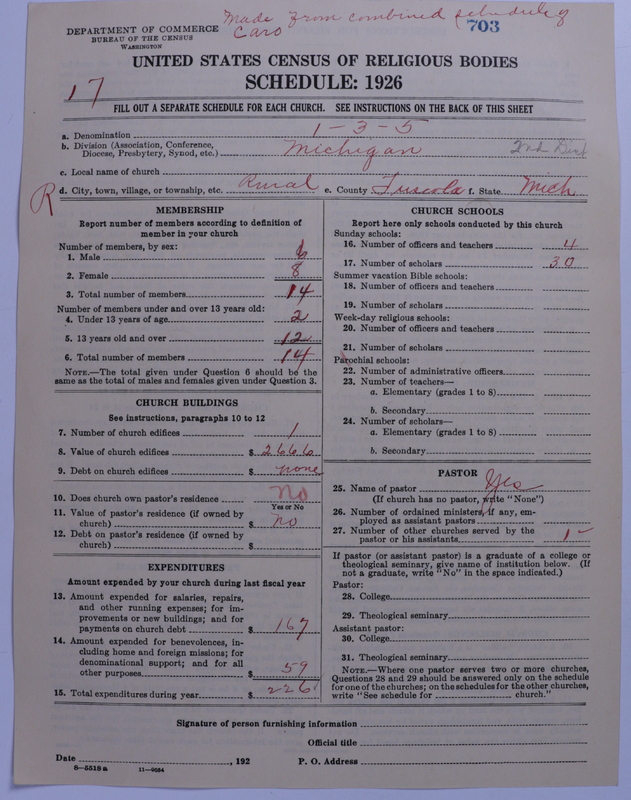 Made from combined schedule of
Caro
DEPARTMENT OF COMMERCE
BUREAU OF THE CENSUS
WASHINGTON
703
UNITED STATES CENSUS OF RELIGIOUS BODIES
SCHEDULE: 1926
17
FILL OUT A SEPARATE SCHEDULE FOR EACH CHURCH. SEE INSTRUCTIONS ON THE BACK OF THIS SHEET
a. Denomination 1-3-5
b. Division (Association, Conference, Diocese, Presbytery, Synod, etc.) Michigan
c. Local name of church
R
d. City, town, village, or township, etc. Rural e. County Tuscola f. State Mich
MEMBERSHIP
Report number of members according to definition of
member in your church
Number of members, by sex:
1. Male 6
2. Female 8
3. Total number of members 14
Number of members under and over 13 years old:
4. Under 13 years of age 2
5. 13 years old and over 12
6. Total number of members 14
NOTE.—The total given under Question 6 should be the
same as the total of males and females given under Question 3.
CHURCH BUILDINGS
See instructions, paragraphs 10 to 12
7. Number of church edifices 1
8. Value of church edifices $ 2666
9. Debt on church edifices $ none
10. Does church own pastor's residence No
Yes or No
11. Value of pastor's residence (if owned by
church) $ no
12. Debt on pastor's residence (if owned by
church) $
EXPENDITURES
Amount expended by your church during last fiscal year
13. Amount expended for salaries, repairs,
and other running expenses; for im-
provements or new buildings; and for
payments on church debt $ 167
14. Amount expended for benevolences, in-
cluding home and foreign missions; for
denominational support; and for all
other purposes $ 59
15. Total expenditures during year $ 226
CHURCH SCHOOLS
Report here only schools conducted by this church
Sunday schools:
16. Number of officers and teachers 4
17. Number of scholars 30
Summer vacation Bible schools:
18. Number of officers and teachers
19. Number of scholars
Week-day religious schools:
20. Number of officers and teachers
21. Number of scholars
Parochial schools:
22. Number of administrative officers
23. Number of teachers—
a. Elementary (grades 1 to 8)
b. Secondary
24. Number of scholars—
a. Elementary (grades 1 to 8)
b. Secondary
PASTOR
25. Name of pastor Yes
(If church has no pastor, write "None")
26. Number of ordained ministers, if any, em-
ployed as assistant pastors
27. Number of other churches served by the
pastor or his assistants 1
If pastor (or assistant pastor) is a graduate of a college or
theological seminary, give name of institution below. (If
not a graduate, write "No" in the space indicated.)
Pastor:
28. College
29. Theological seminary
Assistant pastor:
30. College
31. Theological seminary
NOTE.—Where one pastor serves two or more churches,
Questions 28 and 29 should be answered only on the schedule
for one of the churches; on the schedules for the other churches,
write "See schedule for church."
Signature of person furnishing information
Official title
Date , 192 P. O. Address
8—5518a 11—9084